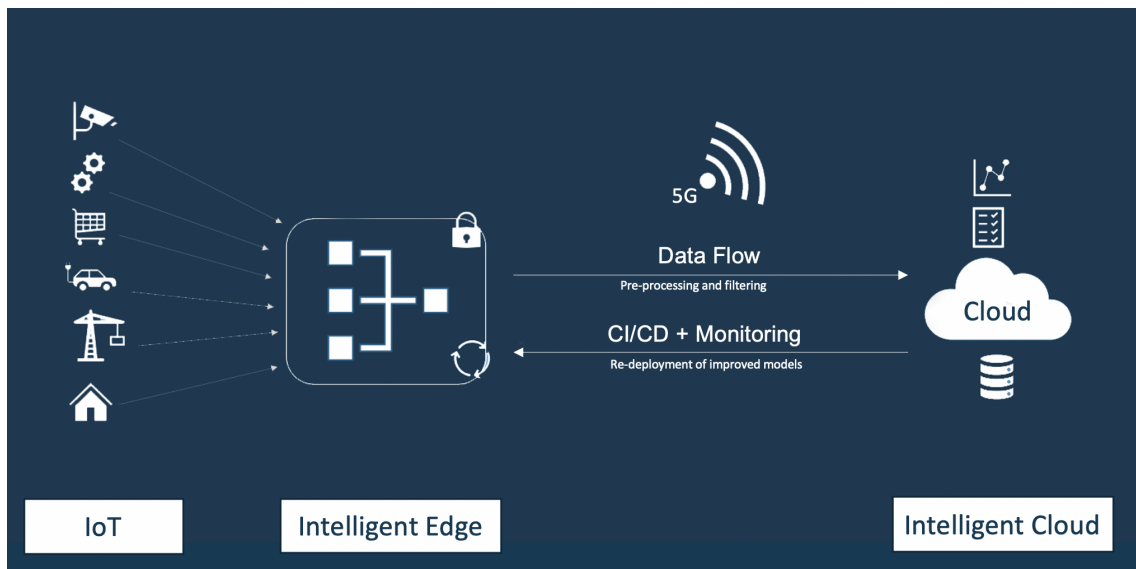 5G
Data Flow
Pre-processing and filtering
CI/CD + Monitoring
Re-deployment of improved models
Cloud
IoT
Intelligent Edge
Intelligent Cloud